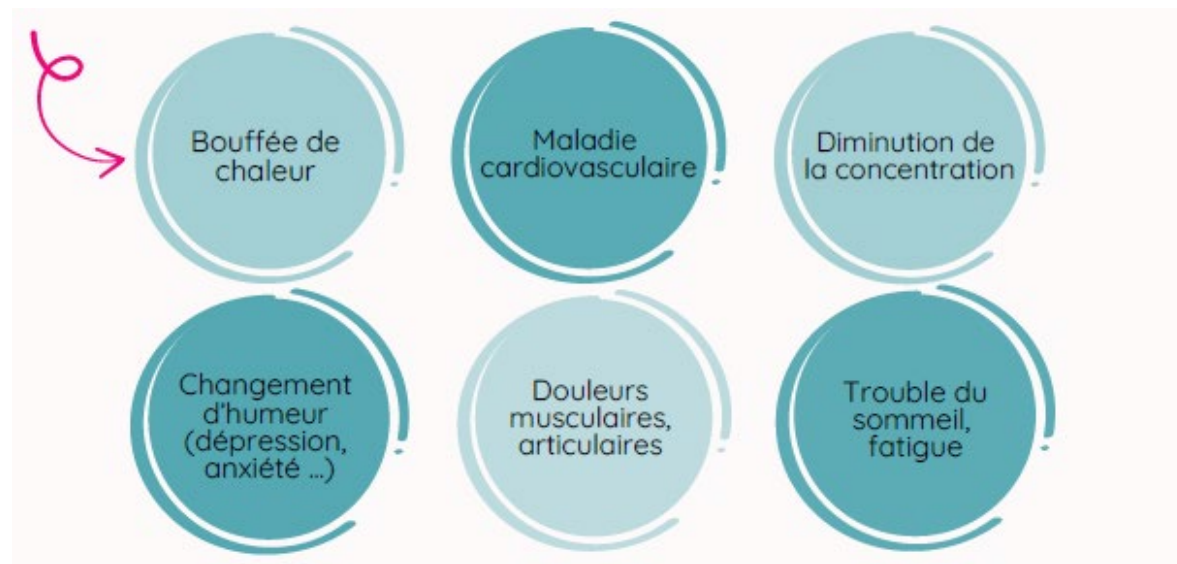 Bouffée de
chaleur
Maladie
cardiovasculaire
Diminution de
la concentration
Changement
d'humeur
(dépression,
anxiété ...)
Douleurs
musculaires,
articulaires
Trouble du
sommeil,
fatigue